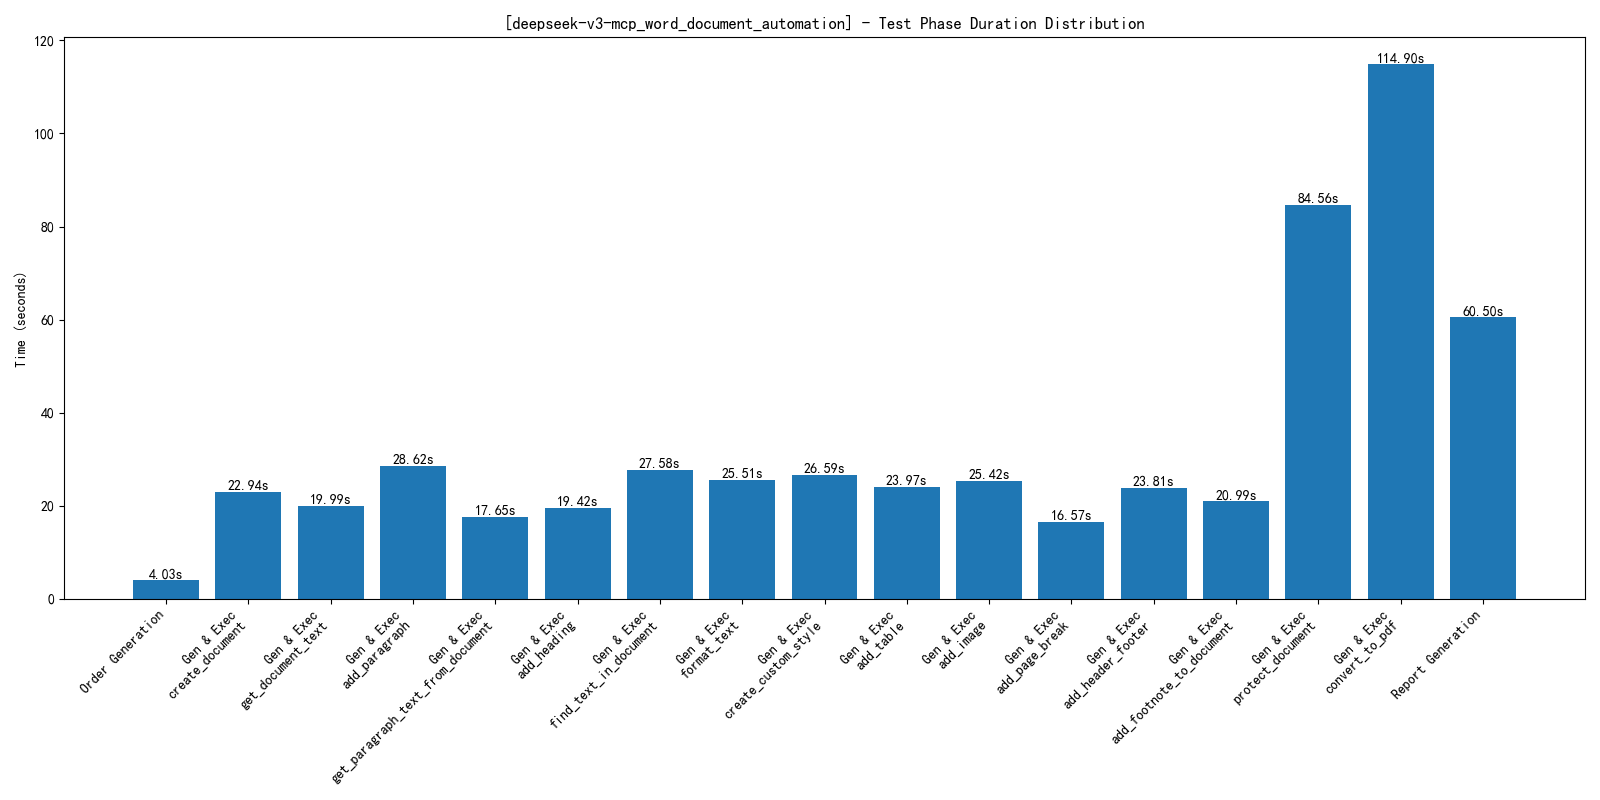 [deepseek-v3-mcp_word_document_automation] - Test Phase Duration Distribution
Time (seconds)
120
100
80
60
40
20
0
4.03s
22.94s
19.99s
28.62s
17.65s
19.42s
27.58s
25.51s
26.59s
23.97s
25.42s
16.57s
23.81s
20.99s
84.56s
114.90s
60.50s
Order Generation
Gen & Exec
create_document
Gen & Exec
get_document_text
Gen & Exec
add_paragraph
Gen & Exec
get_paragraph_text_from_document
Gen & Exec
add_heading
Gen & Exec
find_text_in_document
Gen & Exec
format_text
Gen & Exec
create_custom_style
Gen & Exec
add_table
Gen & Exec
add_image
Gen & Exec
add_page_break
Gen & Exec
add_header_footer
Gen & Exec
add_footnote_to_document
Gen & Exec
protect_document
Gen & Exec
convert_to_pdf
Report Generation